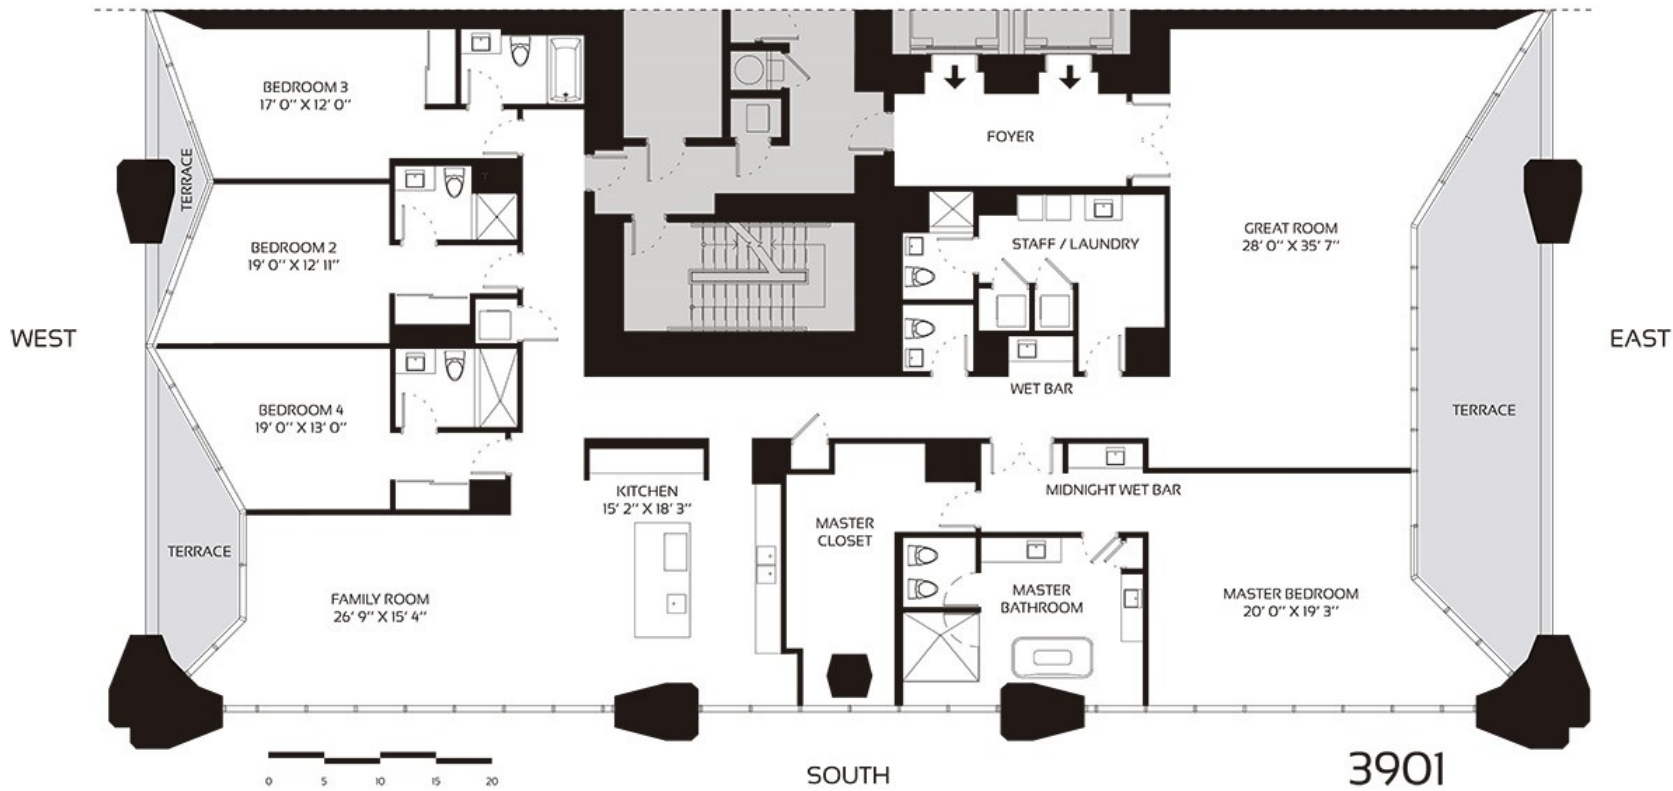 BEDROOM 3
17' 0'' X 12' 0''
FOYER
TERRACE
GREAT ROOM
28' 0'' X 35' 7''
STAFF / LAUNDRY
BEDROOM 2
19' 0'' X 12' 11''
WEST
EAST
WET BAR
BEDROOM 4
19' 0'' X 13' 0''
TERRACE
KITCHEN
15' 2'' X 18' 3''
MIDNIGHT WET BAR
MASTER
CLOSET
TERRACE
FAMILY ROOM
26' 9'' X 15' 4''
MASTER
BATHROOM
MASTER BEDROOM
20' 0'' X 19' 3''
0 5 10 15 20
SOUTH
3901